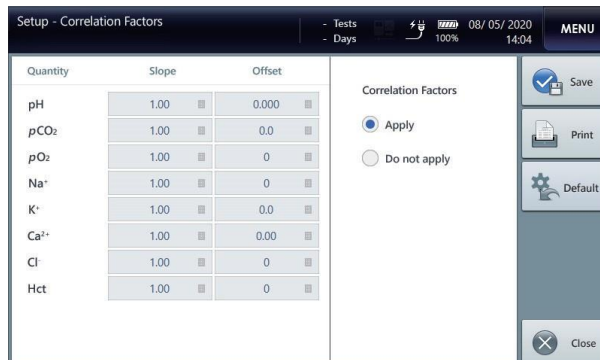 Setup - Correlation Factors
- Tests
- Days
100%
08/ 05/ 2020
14:04
MENU
Quantity Slope Offset
pH 1.00 0.000
pCO₂ 1.00 0.0
pO₂ 1.00 0
Na⁺ 1.00 0
K⁺ 1.00 0.0
Ca²⁺ 1.00 0.00
Cl⁻ 1.00 0
Hct 1.00 0
Correlation Factors
Apply
Do not apply
Save
Print
Default
Close